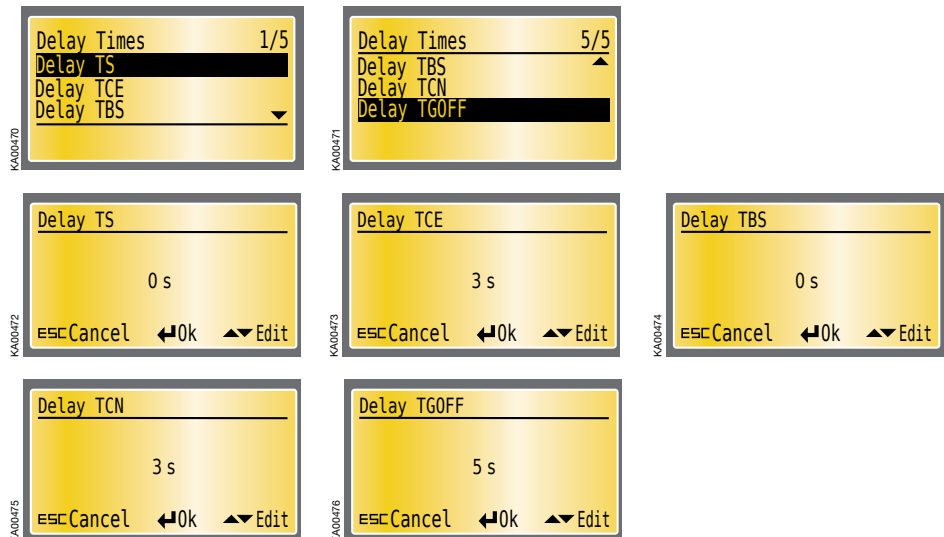 Delay Times 1/5
Delay TS
Delay TCE
Delay TBS
KA00470
Delay Times 5/5
Delay TBS
Delay TCN
Delay TGOFF
KA00471
Delay TS
0 s
ESC Cancel Ok Edit
KA00472
Delay TCE
3 s
ESC Cancel Ok Edit
KA00473
Delay TBS
0 s
ESC Cancel Ok Edit
KA00474
Delay TCN
3 s
ESC Cancel Ok Edit
KA00475
Delay TGOFF
5 s
ESC Cancel Ok Edit
KA00476